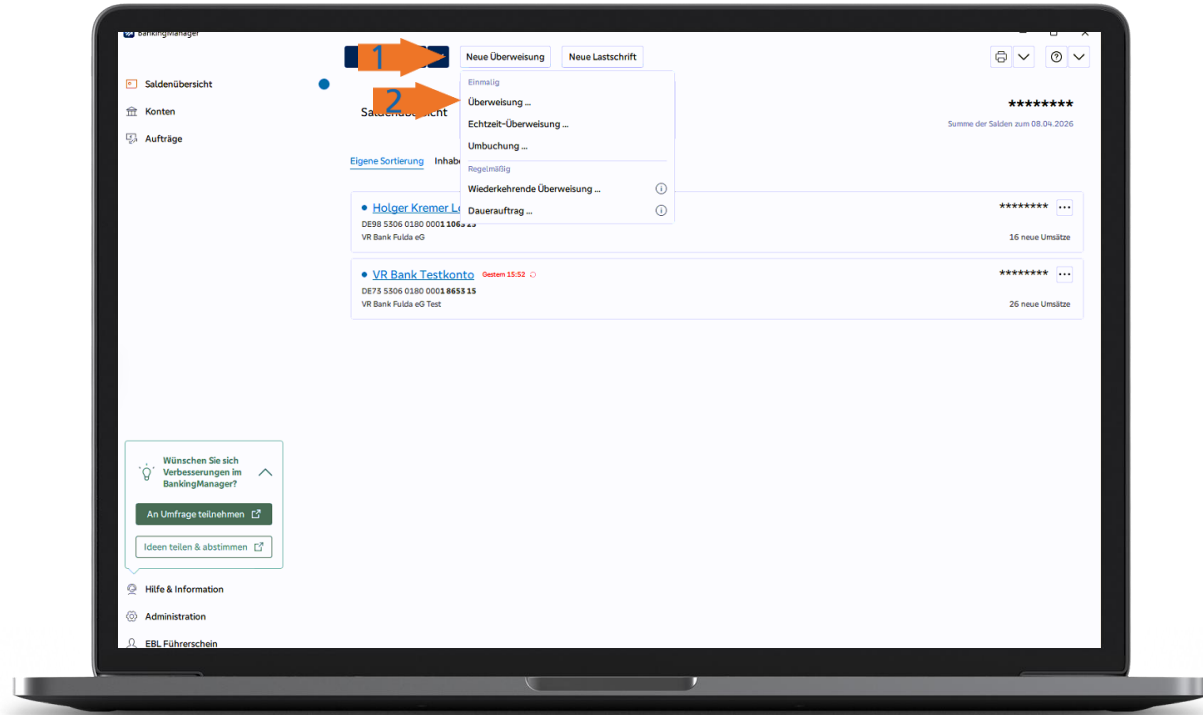 BankingManager
1
Neue Überweisung
Neue Lastschrift
Saldenübersicht
Konten
Aufträge
Einmalig
2
Überweisung ...
Echtzeit-Überweisung ...
Umbuchung ...
Regelmäßig
Wiederkehrende Überweisung ...
Dauerauftrag ...
********
Summe der Salden zum 08.04.2026
Eigene Sortierung
Holger Kremer
DE98 5306 0180 0001 1063 15
VR Bank Fulda eG
********
16 neue Umsätze
VR Bank Testkonto Gestern 15:52
DE73 5306 0180 0001 8653 15
VR Bank Fulda eG Test
********
26 neue Umsätze
Wünschen Sie sich
Verbesserungen im
BankingManager?
An Umfrage teilnehmen
Ideen teilen & abstimmen
Hilfe & Information
Administration
EBL Führerschein